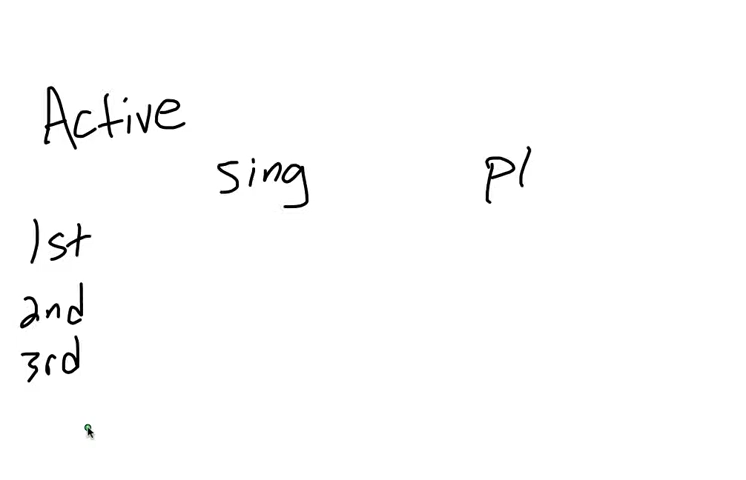 Active
sing pl
1st
2nd
3rd